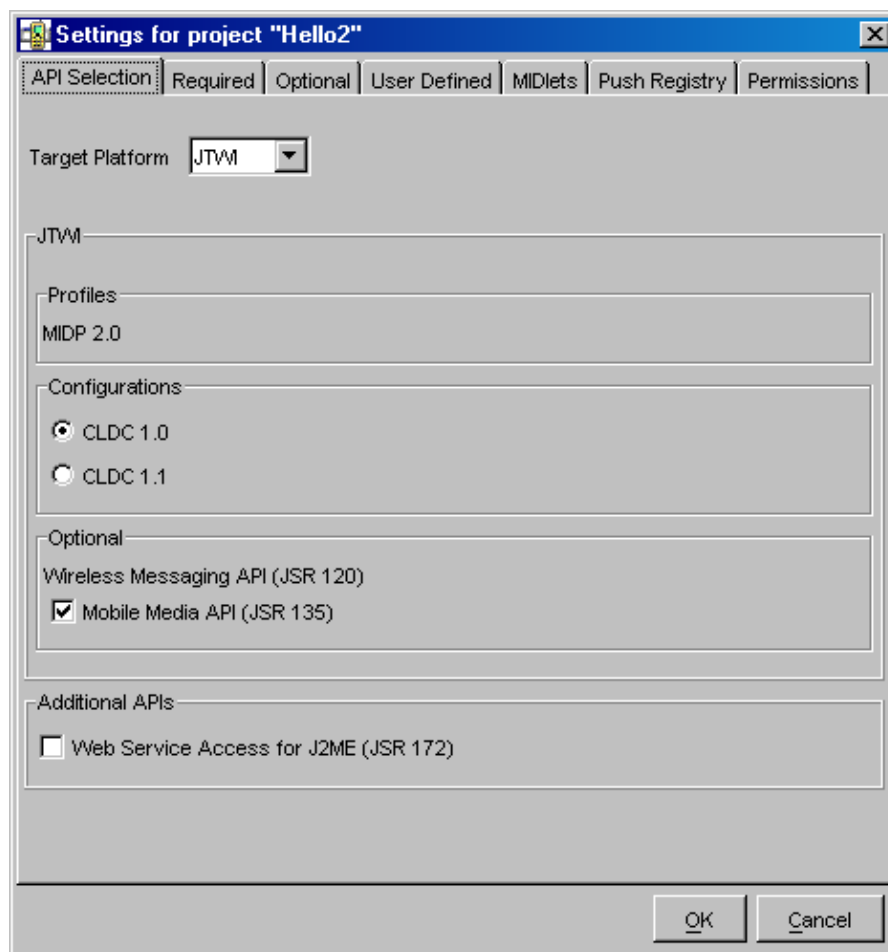 Settings for project "Hello2"
API Selection Required Optional User Defined MIDlets Push Registry Permissions
Target Platform JTWI
JTWI
Profiles
MIDP 2.0
Configurations
CLDC 1.0
CLDC 1.1
Optional
Wireless Messaging API (JSR 120)
Mobile Media API (JSR 135)
Additional APIs
Web Service Access for J2ME (JSR 172)
OK Cancel